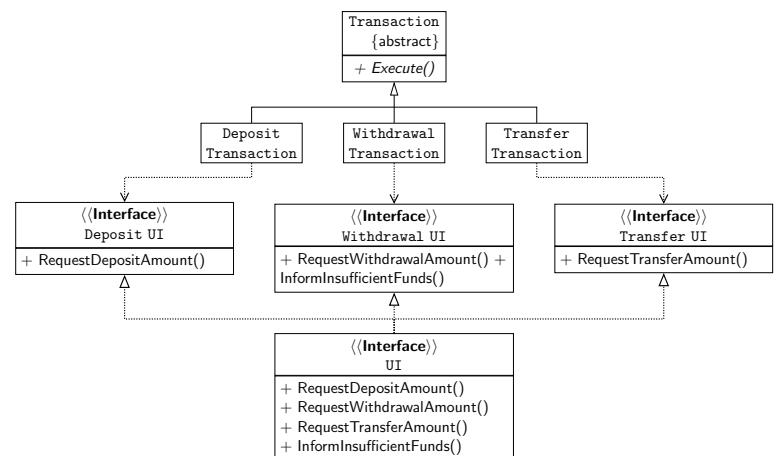 Transaction
{abstract}
+ Execute()
Deposit
Transaction
Withdrawal
Transaction
Transfer
Transaction
⟨⟨Interface⟩⟩
Deposit UI
+ RequestDepositAmount()
⟨⟨Interface⟩⟩
Withdrawal UI
+ RequestWithdrawalAmount() +
InformInsufficientFunds()
⟨⟨Interface⟩⟩
Transfer UI
+ RequestTransferAmount()
⟨⟨Interface⟩⟩
UI
+ RequestDepositAmount()
+ RequestWithdrawalAmount()
+ RequestTransferAmount()
+ InformInsufficientFunds()